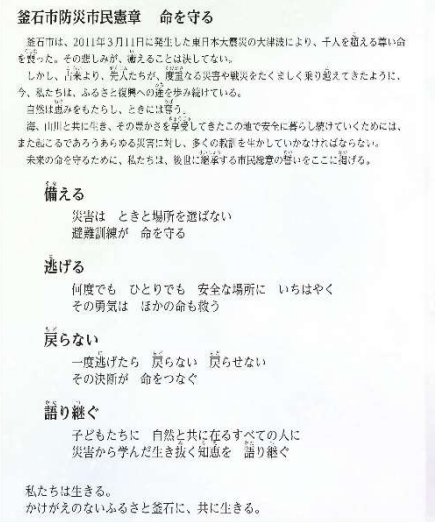 釜石市防災市民憲章　命を守る
釜石市は、2011年3月11日に発生した東日本大震災の大津波により、千人を超える尊い命
を喪った。その悲しみが、癒えることは決してない。
しかし、古来より、先人たちが、度重なる災害や戦災をたくましく乗り越えてきたように、
今、私たちは、ふるさと復興への途を歩み続けている。
自然は恵みをもたらし、ときには奪う。
海、山川と共に生き、その豊かさを享受してきたこの地で安全に暮らし続けていくためには、
また起こるであろうあらゆる災害に対し、多くの教訓を生かしていかなければならない。
未来の命を守るために、私たちは、後世に継承する市民総意の誓いをここに掲げる。
備える
災害は　ときと場所を選ばない
避難訓練が　命を守る
逃げる
何度でも　ひとりでも　安全な場所に　いちはやく
その勇気は　ほかの命も救う
戻らない
一度逃げたら　戻らない　戻らせない
その決断が　命をつなぐ
語り継ぐ
子どもたちに　自然と共に在るすべての人に
災害から学んだ生き抜く知恵を　語り継ぐ
私たちは生きる。
かけがえのないふるさと釜石に、共に生きる。